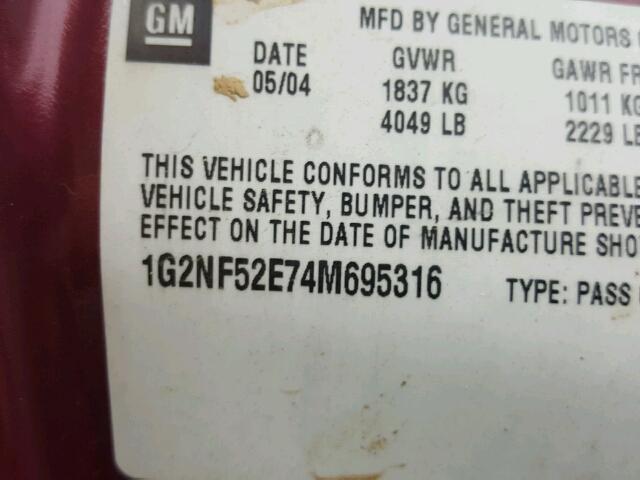 GM
MFD BY GENERAL MOTORS
DATE GVWR GAWR FR
05/04 1837 KG 1011 KG
4049 LB 2229 LB
THIS VEHICLE CONFORMS TO ALL APPLICABLE
VEHICLE SAFETY, BUMPER, AND THEFT PREVE
EFFECT ON THE DATE OF MANUFACTURE SHO
1G2NF52E74M695316 TYPE: PASS